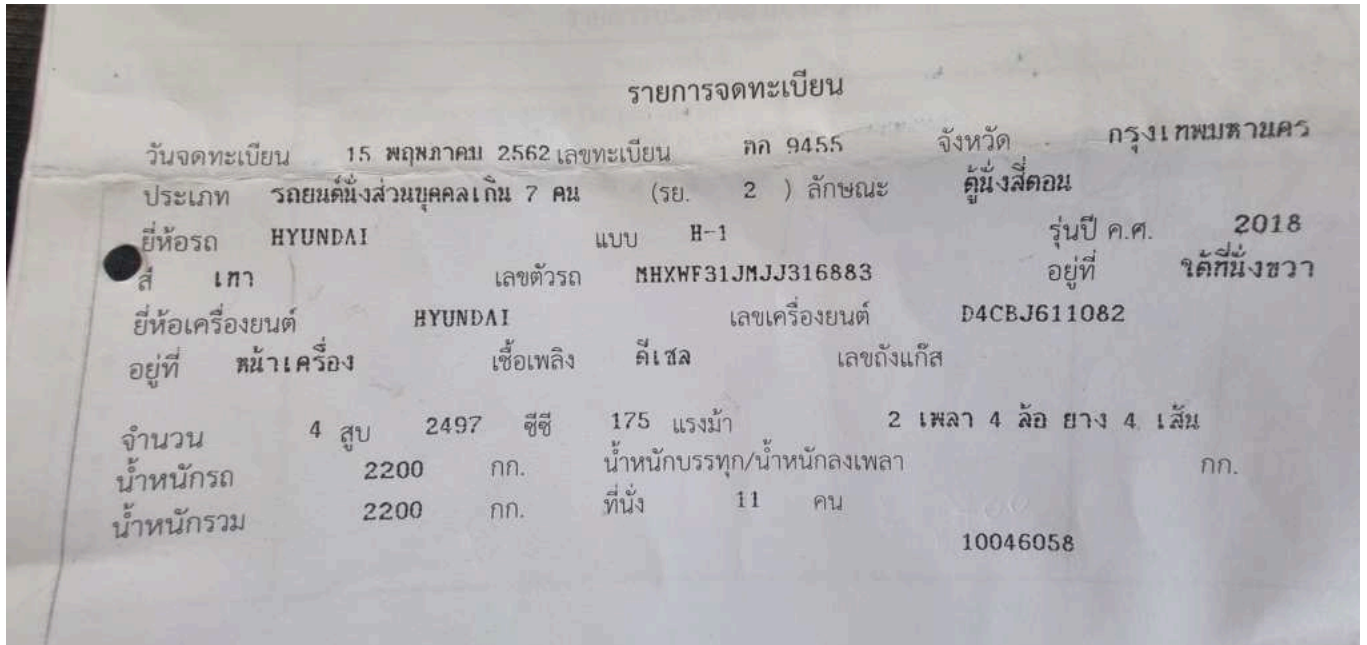 รายการจดทะเบียน
วันจดทะเบียน 15 พฤษภาคม 2562 เลขทะเบียน ฮค 9455 จังหวัด กรุงเทพมหานคร
ประเภท รถยนต์นั่งส่วนบุคคลเกิน 7 คน (รย. 2 ) ลักษณะ ตู้นั่งสี่ตอน
ยี่ห้อรถ HYUNDAI แบบ H-1 รุ่นปี ค.ศ. 2018
สี เทา เลขตัวรถ MHXWF31JMJJ316883 อยู่ที่ ใต้ที่นั่งขวา
ยี่ห้อเครื่องยนต์ HYUNDAI เลขเครื่องยนต์ D4CBJ611082
อยู่ที่ หน้าเครื่อง เชื้อเพลิง ดีเซล เลขถังแก๊ส
จำนวน 4 สูบ 2497 ซีซี 175 แรงม้า 2 เพลา 4 ล้อ ยาง 4 เส้น
น้ำหนักรถ 2200 กก. น้ำหนักบรรทุก/น้ำหนักลงเพลา กก.
น้ำหนักรวม 2200 กก. ที่นั่ง 11 คน
10046058